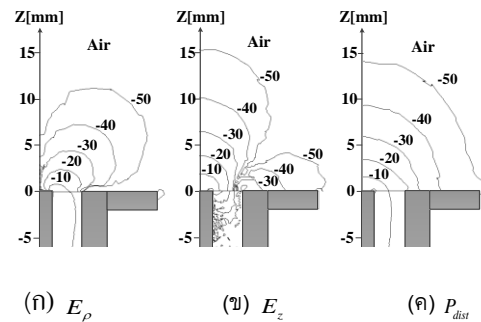 Z[mm] Z[mm] Z[mm]
Air Air Air
15 15 15
-50 -50 -50
10 10 10
-40 -40 -40
-30 -30 -30
5 5 5
-20 -20 -20
-10 -10 -10
-50
-40
-30
0 0 0
-5 -5 -5
(ก) Eρ (ข) Ez (ค) Pdist